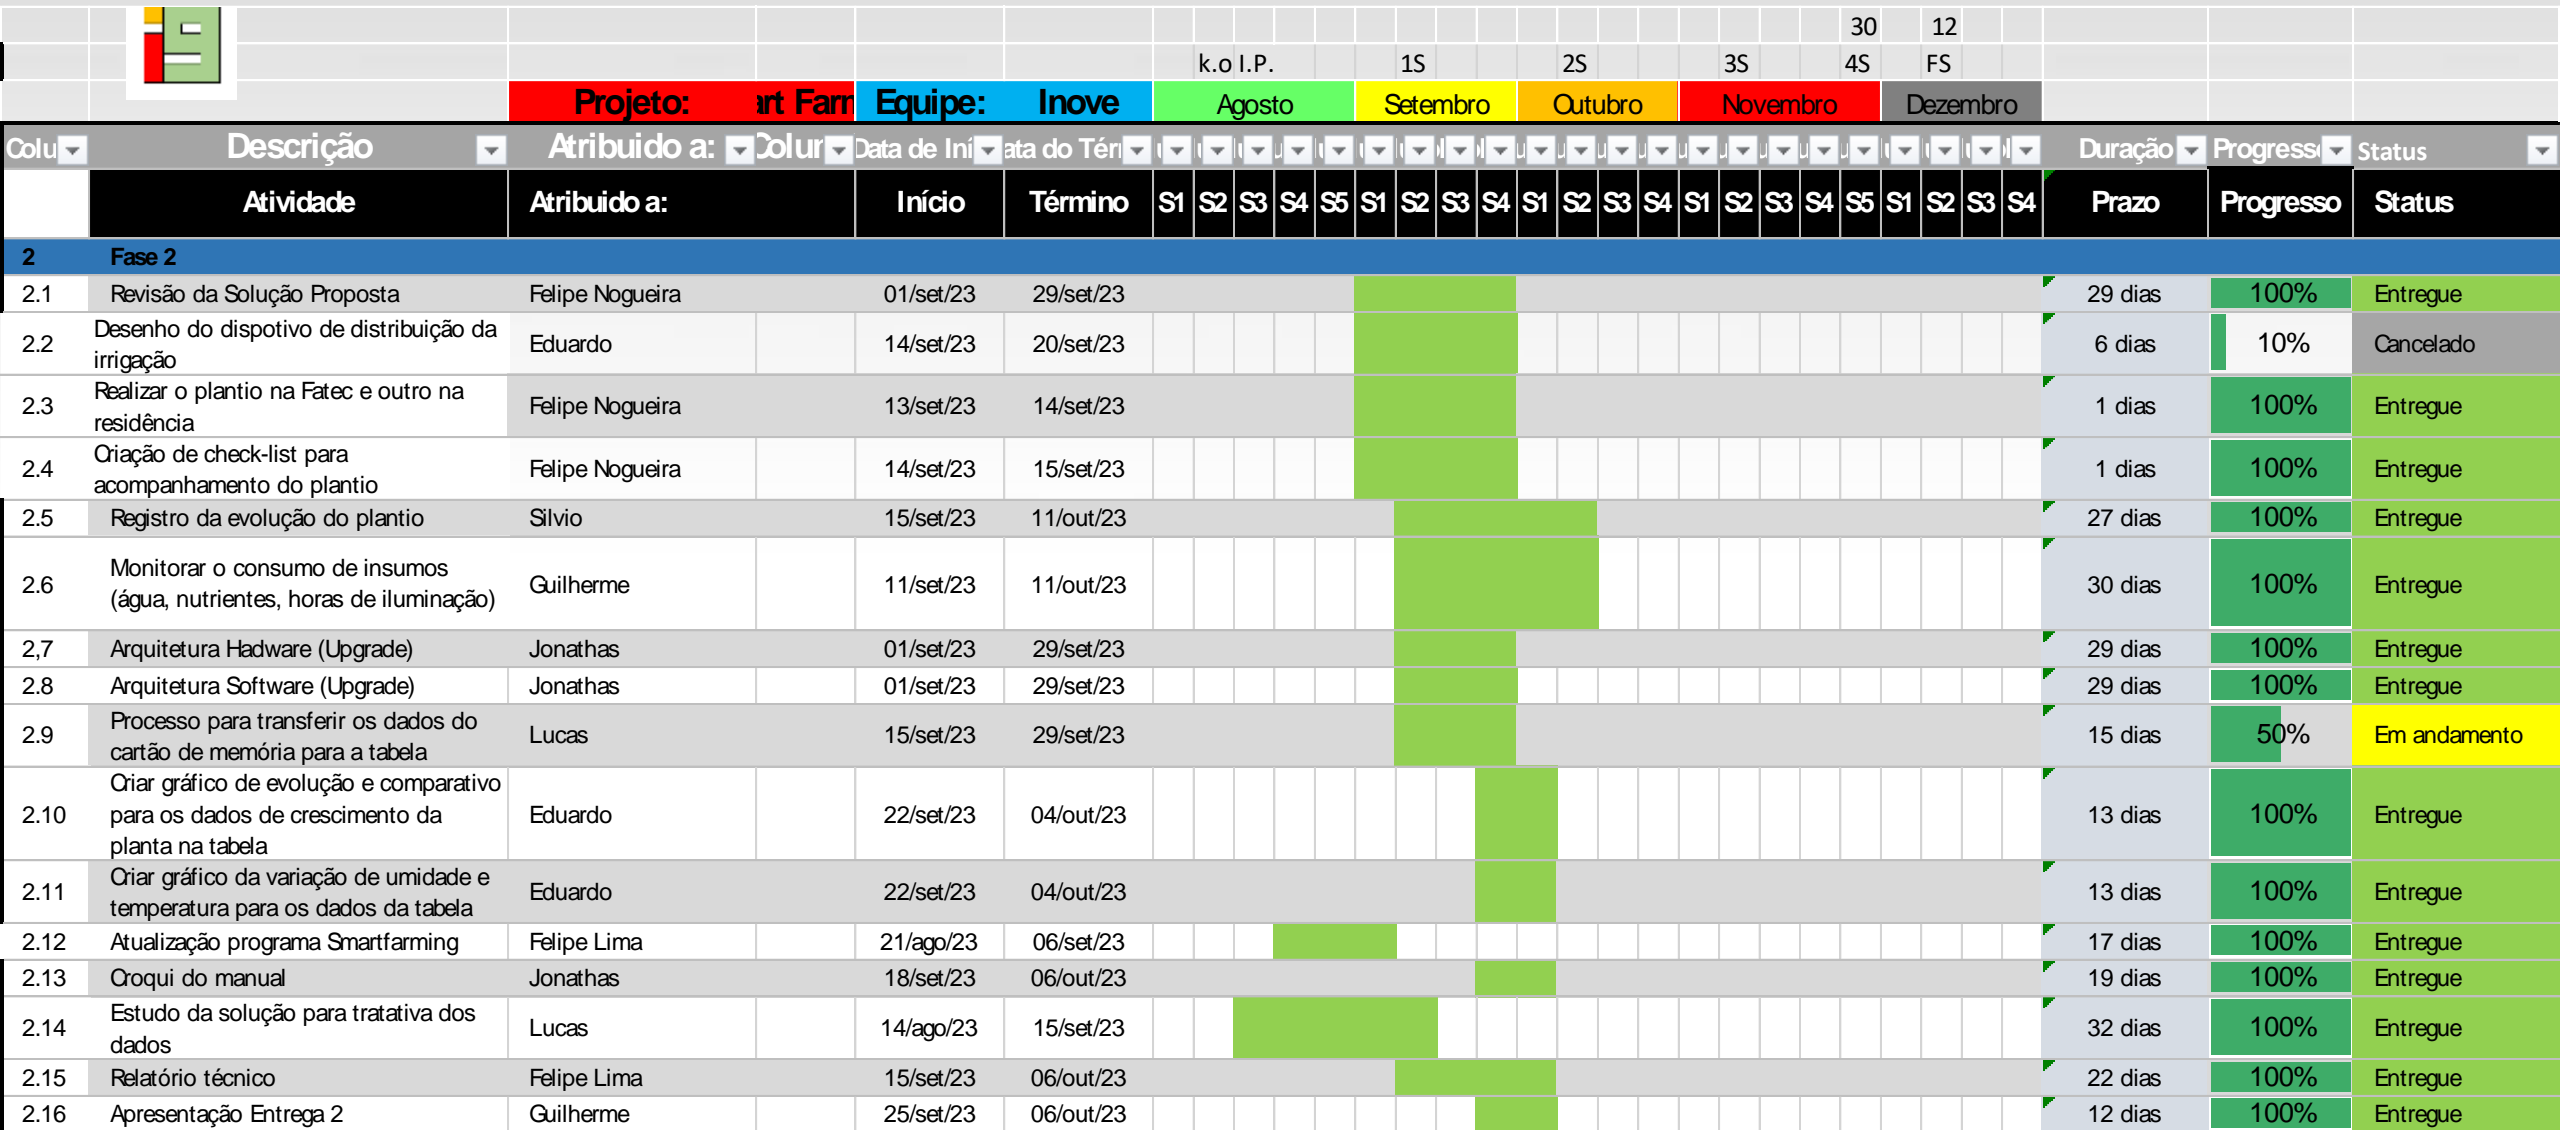 30 12
k.o I.P. 1S 2S 3S 4S FS
Projeto: art Farn Equipe: Inove Agosto Setembro Outubro Novembro Dezembro
Colu Descrição Atribuido a: Colur Data de Iní ata do Tér Duração Progress Status
Atividade Atribuido a: Início Término S1 S2 S3 S4 S5 S1 S2 S3 S4 S1 S2 S3 S4 S1 S2 S3 S4 S5 S1 S2 S3 S4 Prazo Progresso Status
2 Fase 2
2.1 Revisão da Solução Proposta Felipe Nogueira 01/set/23 29/set/23 29 dias 100% Entregue
Desenho do dispotivo de distribuição da
2.2 irrigação Eduardo 14/set/23 20/set/23 6 dias 10% Cancelado
Realizar o plantio na Fatec e outro na
2.3 residência Felipe Nogueira 13/set/23 14/set/23 1 dias 100% Entregue
Criação de check-list para
2.4 acompanhamento do plantio Felipe Nogueira 14/set/23 15/set/23 1 dias 100% Entregue
2.5 Registro da evolução do plantio Silvio 15/set/23 11/out/23 27 dias 100% Entregue
Monitorar o consumo de insumos
2.6 (água, nutrientes, horas de iluminação) Guilherme 11/set/23 11/out/23 30 dias 100% Entregue
2,7 Arquitetura Hadware (Upgrade) Jonathas 01/set/23 29/set/23 29 dias 100% Entregue
2.8 Arquitetura Software (Upgrade) Jonathas 01/set/23 29/set/23 29 dias 100% Entregue
Processo para transferir os dados do
2.9 cartão de memória para a tabela Lucas 15/set/23 29/set/23 15 dias 50% Em andamento
Criar gráfico de evolução e comparativo
2.10 para os dados de crescimento da Eduardo 22/set/23 04/out/23 13 dias 100% Entregue
planta na tabela
Criar gráfico da variação de umidade e
2.11 temperatura para os dados da tabela Eduardo 22/set/23 04/out/23 13 dias 100% Entregue
2.12 Atualização programa Smartfarming Felipe Lima 21/ago/23 06/set/23 17 dias 100% Entregue
2.13 Croqui do manual Jonathas 18/set/23 06/out/23 19 dias 100% Entregue
Estudo da solução para tratativa dos
2.14 dados Lucas 14/ago/23 15/set/23 32 dias 100% Entregue
2.15 Relatório técnico Felipe Lima 15/set/23 06/out/23 22 dias 100% Entregue
2.16 Apresentação Entrega 2 Guilherme 25/set/23 06/out/23 12 dias 100% Entregue